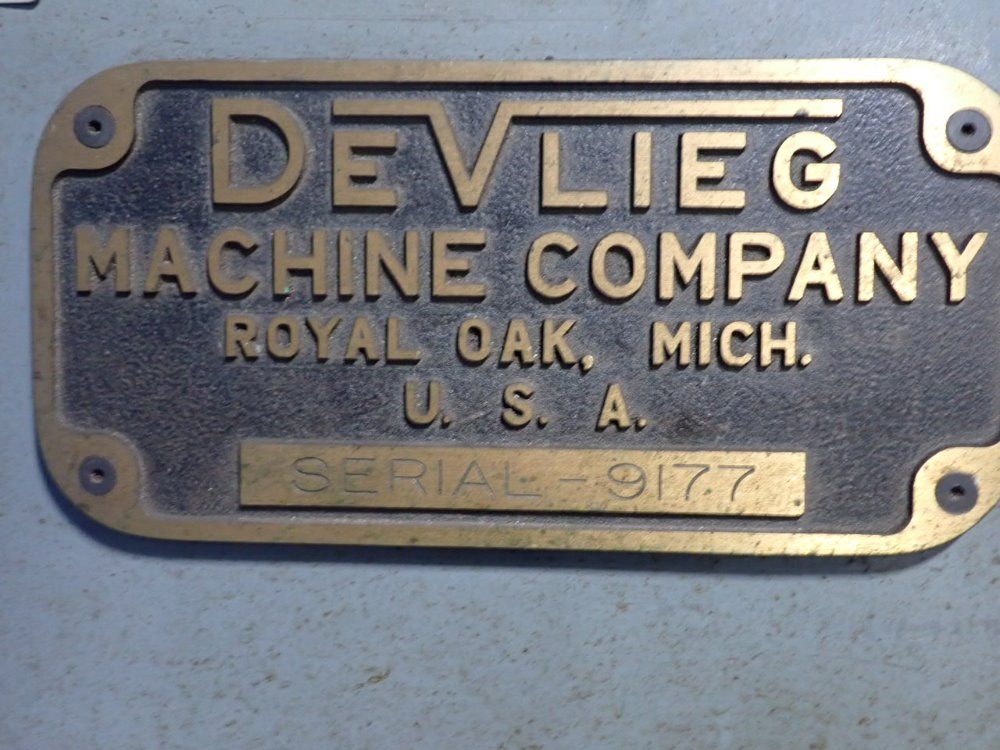 DEVLIEG
MACHINE COMPANY
ROYAL OAK, MICH.
U. S. A.
SERIAL - 9177